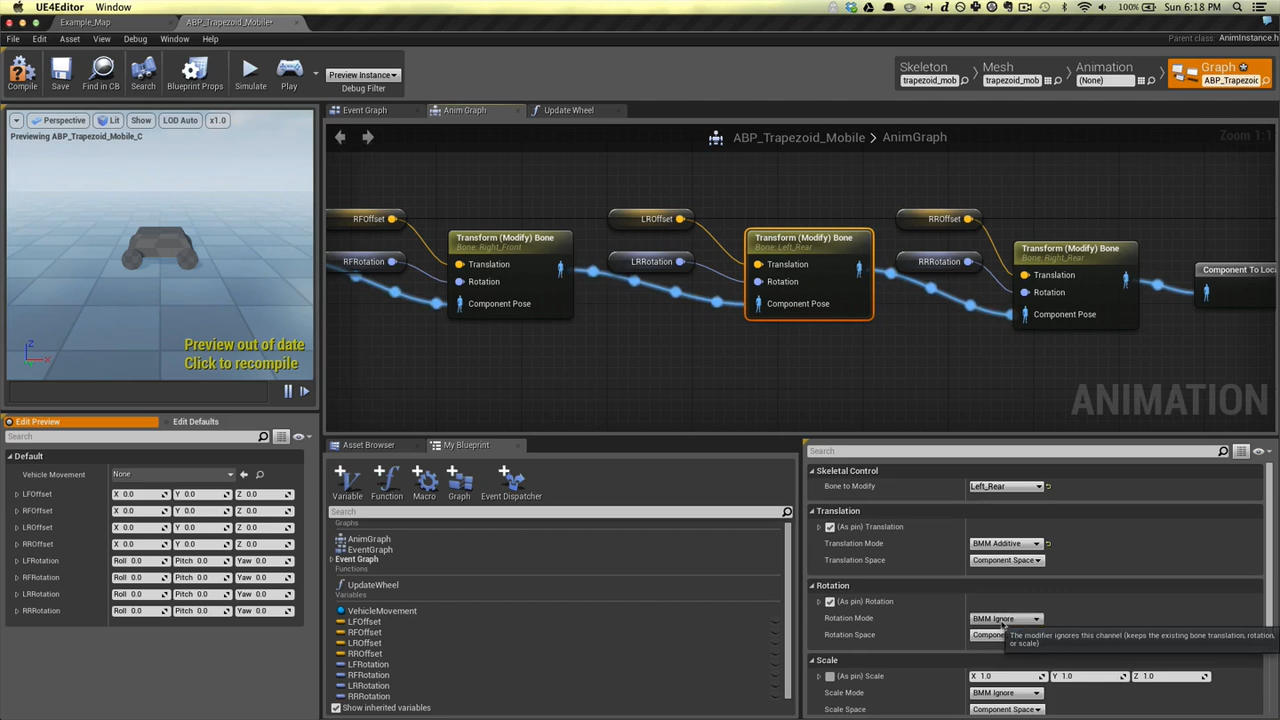 UE4Editor Window
100% Sun 6:18 PM
Example_Map
ABP_Trapezoid_Mobile*
File Edit Asset View Debug Window Help
Parent class: AnimInstance.h
Compile
Save
Find in CB
Search
Blueprint Props
Simulate
Play
Preview Instance
Debug Filter
Skeleton
trapezoid_mob
Mesh
trapezoid_mob
Animation
(None)
Graph
ABP_Trapezoid
Perspective Lit Show LOD Auto x1.0
Previewing ABP_Trapezoid_Mobile_C
Z
X
Preview out of date
Click to recompile
Event Graph Anim Graph Update Wheel
ABP_Trapezoid_Mobile > AnimGraph
Zoom 1:1
RFOffset
RFRotation
Transform (Modify) Bone
Bone: Right_Front
Translation
Rotation
Component Pose
LROffset
LRRotation
Transform (Modify) Bone
Bone: Left_Rear
Translation
Rotation
Component Pose
RROffset
RRRotation
Transform (Modify) Bone
Bone: Right_Rear
Translation
Rotation
Component Pose
Component To Loca
ANIMATION
Edit Preview Edit Defaults
Search
Default
Vehicle Movement None
LFOffset X 0.0 Y 0.0 Z 0.0
RFOffset X 0.0 Y 0.0 Z 0.0
LROffset X 0.0 Y 0.0 Z 0.0
RROffset X 0.0 Y 0.0 Z 0.0
LFRotation Roll 0.0 Pitch 0.0 Yaw 0.0
RFRotation Roll 0.0 Pitch 0.0 Yaw 0.0
LRRotation Roll 0.0 Pitch 0.0 Yaw 0.0
RRRotation Roll 0.0 Pitch 0.0 Yaw 0.0
Asset Browser My Blueprint
Variable Function Macro Graph Event Dispatcher
Search
Graphs
AnimGraph
EventGraph
Event Graph
Functions
UpdateWheel
Variables
VehicleMovement
LFOffset
RFOffset
LROffset
RROffset
LFRotation
RFRotation
LRRotation
RRRotation
Show inherited variables
Search
Skeletal Control
Bone to Modify Left_Rear
Translation
(As pin) Translation
Translation Mode BMM Additive
Translation Space Component Space
Rotation
(As pin) Rotation
Rotation Mode BMM Ignore
Rotation Space Compone
The modifier ignores this channel (keeps the existing bone translation, rotation,
or scale)
Scale
(As pin) Scale X 1.0 Y 1.0 Z 1.0
Scale Mode BMM Ignore
Scale Space Component Space